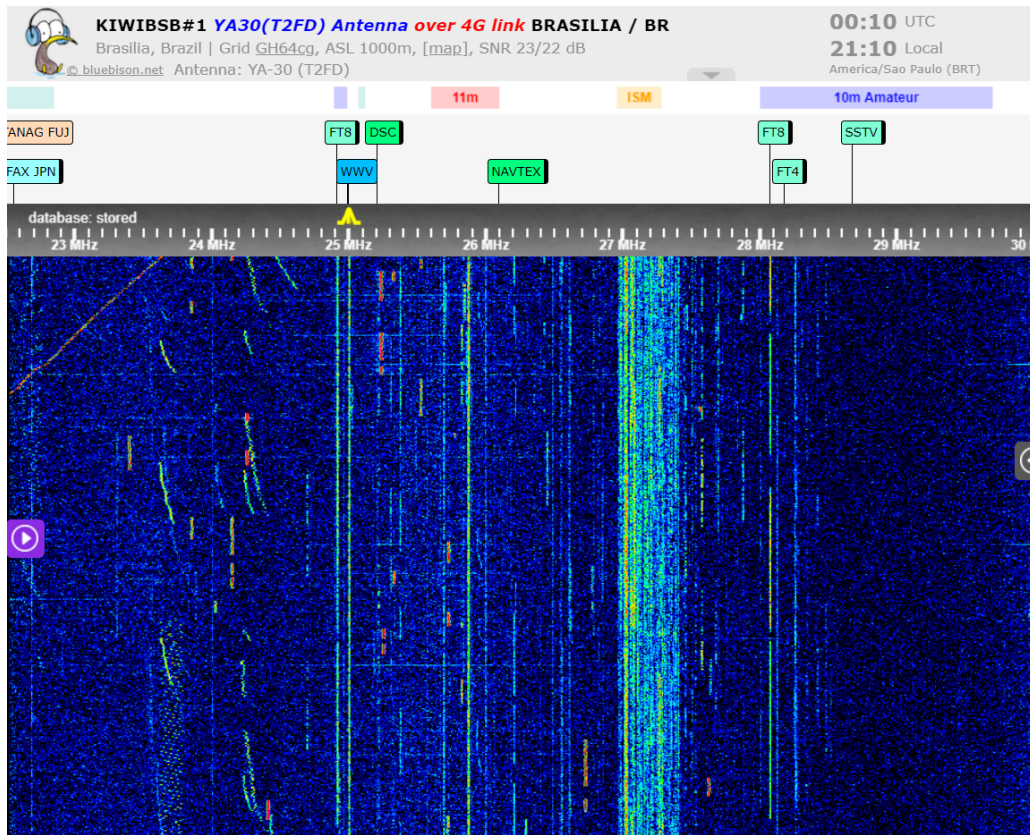 KIWIBSB#1 YA30(T2FD) Antenna over 4G link BRASILIA / BR
Brasilia, Brazil | Grid GH64cg, ASL 1000m, [map], SNR 23/22 dB
© bluebison.net Antenna: YA-30 (T2FD)
00:10 UTC
21:10 Local
America/Sao Paulo (BRT)
11m ISM 10m Amateur
ANAG FUJ FT8 DSC FT8 SSTV
FAX JPN WWV NAVTEX FT4
database: stored
23 MHz 24 MHz 25 MHz 26 MHz 27 MHz 28 MHz 29 MHz 30